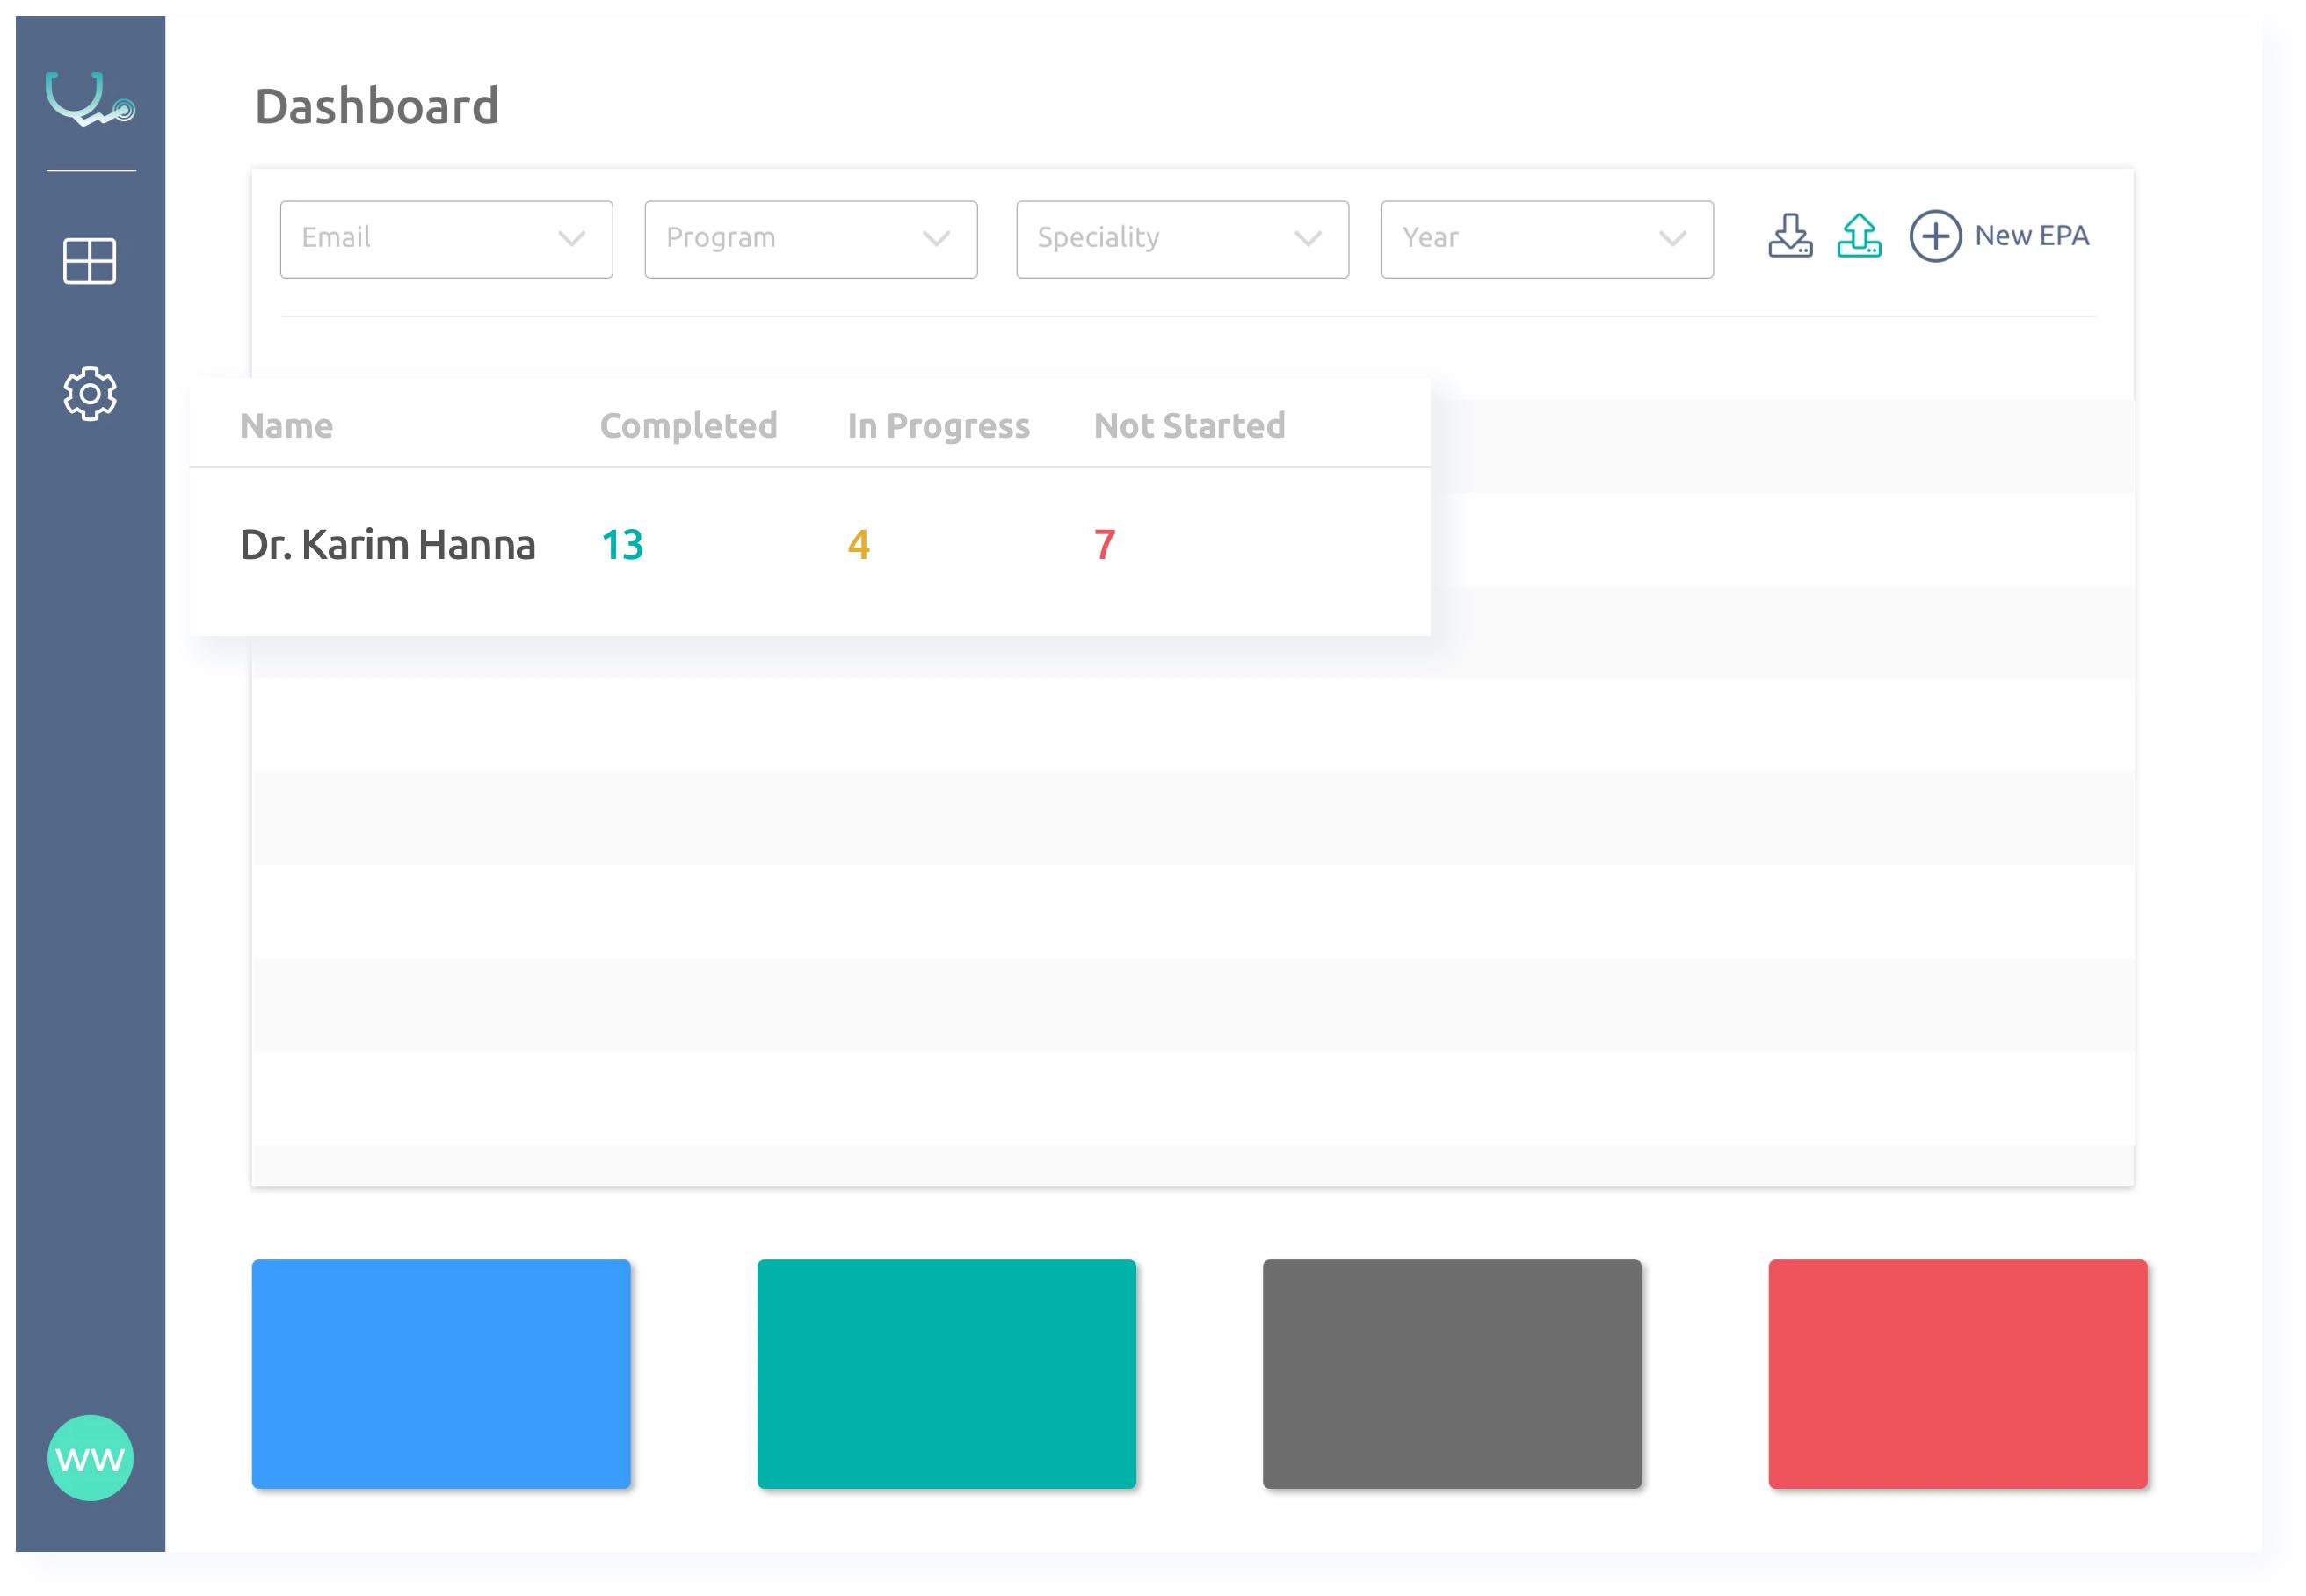 Dashboard
Email Program Speciality Year New EPA
Name Completed In Progress Not Started
Dr. Karim Hanna 13 4 7
WW